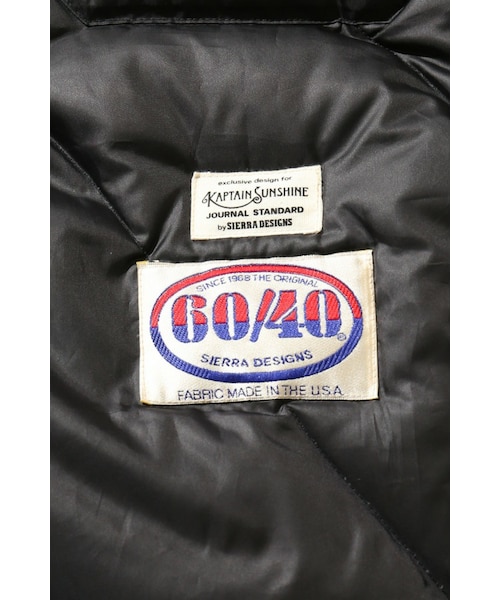 exclusive design for
KAPTAIN SUNSHINE
JOURNAL STANDARD
by SIERRA DESIGNS
SINCE 1968 THE ORIGINAL
60/40®
SIERRA DESIGNS
FABRIC MADE IN THE U.S.A.